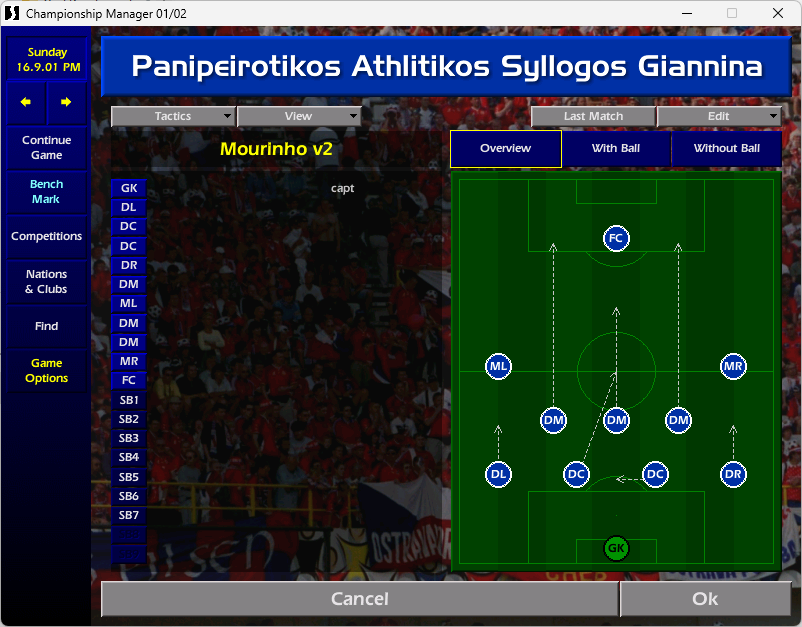 Championship Manager 01/02
Sunday
16.9.01 PM
Panipeirotikos Athlitikos Syllogos Giannina
Continue
Game
Bench
Mark
Competitions
Nations
& Clubs
Find
Game
Options
Tactics
View
Last Match
Edit
Mourinho v2
Overview
With Ball
Without Ball
GK
capt
DL
DC
DC
DR
DM
ML
DM
DM
MR
FC
SB1
SB2
SB3
SB4
SB5
SB6
SB7
FC
ML
MR
DM
DM
DM
DL
DC
DC
DR
GK
Cancel
Ok